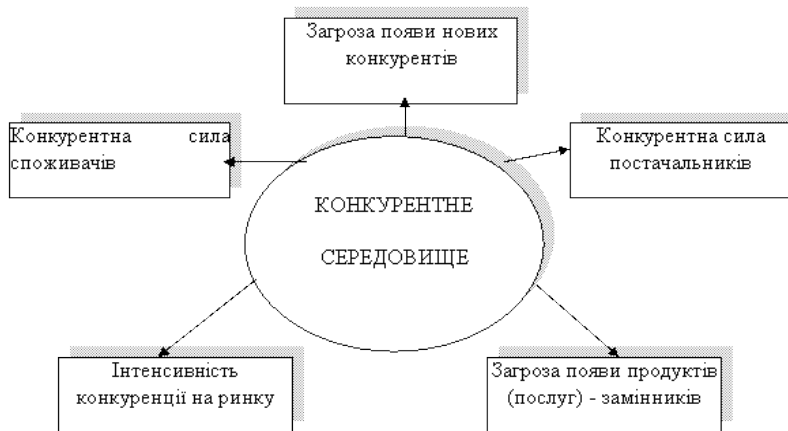 Загроза появи нових
конкурентів
Конкурентна сила
споживачів
Конкурентна сила
постачальників
КОНКУРЕНТНЕ
СЕРЕДОВИЩЕ
Інтенсивність
конкуренції на ринку
Загроза появи продуктів
(послуг) - замінників